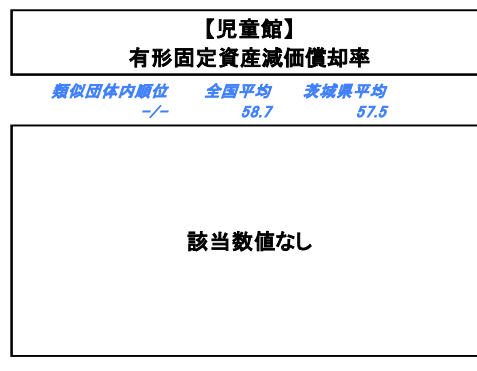 【児童館】
有形固定資産減価償却率
類似団体内順位 全国平均 茨城県平均
-/- 58.7 57.5
該当数値なし